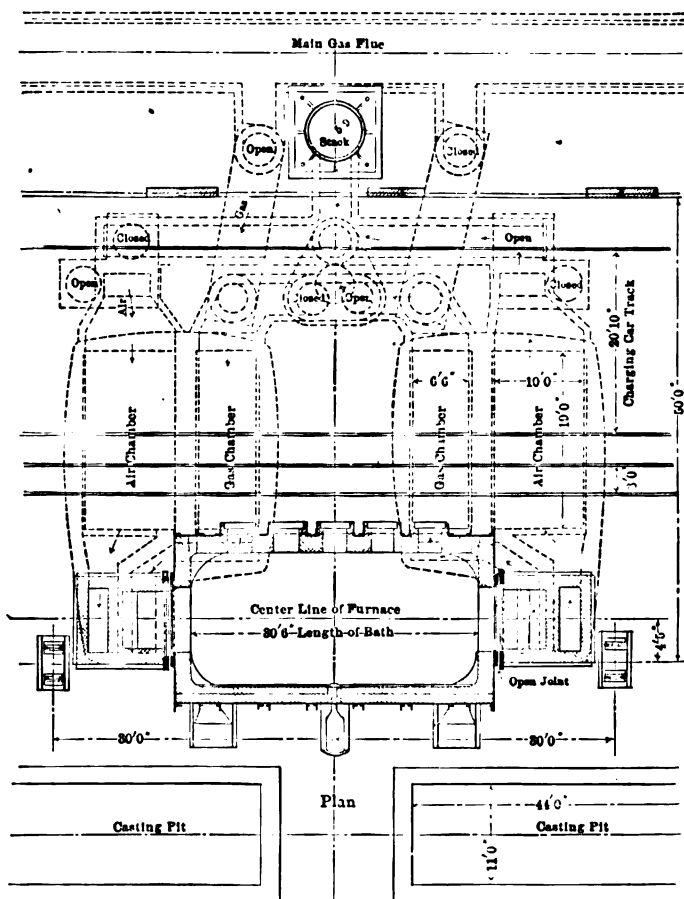 Main Gas Flue
Open
6'0
Stack
Closed
Gas
Closed
Open
Open
Closed
Open
Closed
Air
20'10"
Charging Car Track
50'0"
6'6"
10'0"
19'0"
Air Chamber
Gas Chamber
Gas Chamber
Air Chamber
Center Line of Furnace
30'6" Length of Bath
4'6"
Open Joint
30'0"
30'0"
Plan
44'0"
Casting Pit
Casting Pit
11'0"